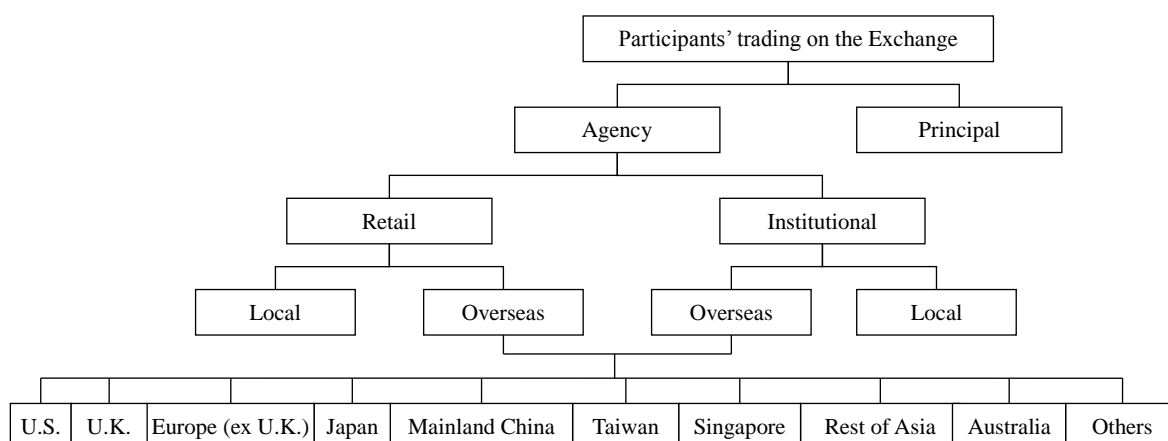 Participants’ trading on the Exchange
Agency
Principal
Retail
Institutional
Local
Overseas
Overseas
Local
U.S.
U.K.
Europe (ex U.K.)
Japan
Mainland China
Taiwan
Singapore
Rest of Asia
Australia
Others